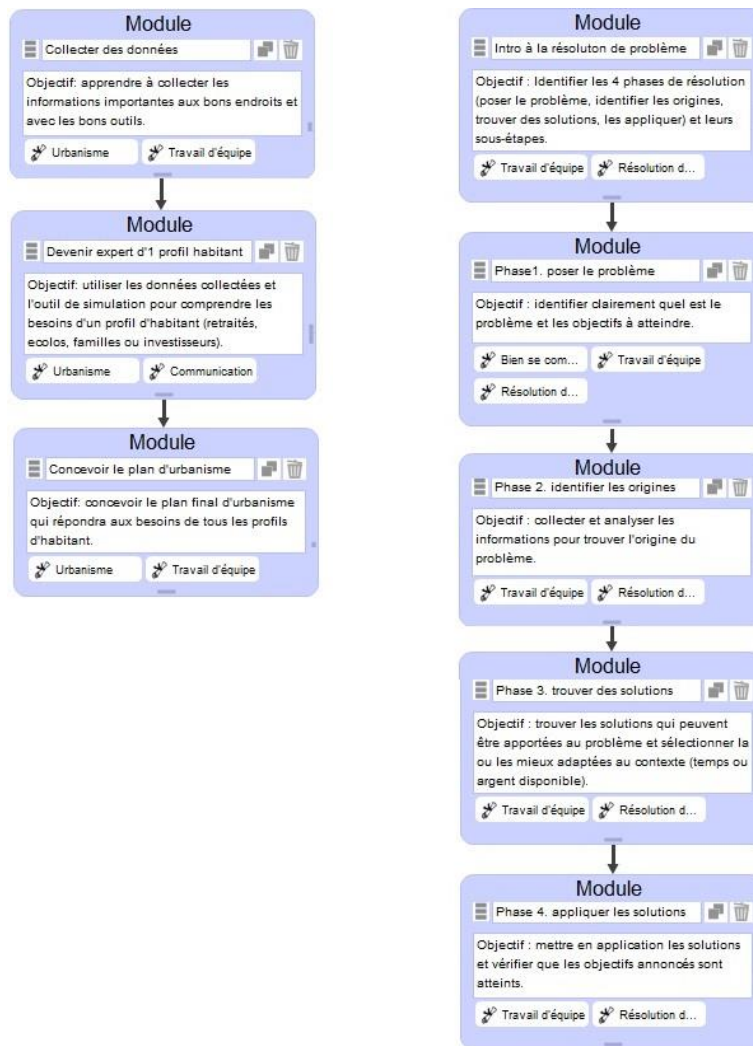 Module
Collecter des données
Objectif: apprendre à collecter les
informations importantes aux bons endroits et
avec les bons outils.
Urbanisme
Travail d'équipe
Module
Devenir expert d'1 profil habitant
Objectif: utiliser les données collectées et
l'outil de simulation pour comprendre les
besoins d'un profil d'habitant (retraités,
ecolos, familles ou investisseurs).
Urbanisme
Communication
Module
Concevoir le plan d'urbanisme
Objectif: concevoir le plan final d'urbanisme
qui répondra aux besoins de tous les profils
d'habitant.
Urbanisme
Travail d'équipe
Module
Intro à la résoluton de problème
Objectif : Identifier les 4 phases de résolution
(poser le problème, identifier les origines,
trouver des solutions, les appliquer) et leurs
sous-étapes.
Travail d'équipe
Résolution d...
Module
Phase1. poser le problème
Objectif : identifier clairement quel est le
problème et les objectifs à atteindre.
Bien se com...
Travail d'équipe
Résolution d...
Module
Phase 2. identifier les origines
Objectif : collecter et analyser les
informations pour trouver l'origine du
problème.
Travail d'équipe
Résolution d...
Module
Phase 3. trouver des solutions
Objectif : trouver les solutions qui peuvent
être apportées au problème et sélectionner la
ou les mieux adaptées au contexte (temps ou
argent disponible).
Travail d'équipe
Résolution d...
Module
Phase 4. appliquer les solutions
Objectif : mettre en application les solutions
et vérifier que les objectifs annoncés sont
atteints.
Travail d'équipe
Résolution d...